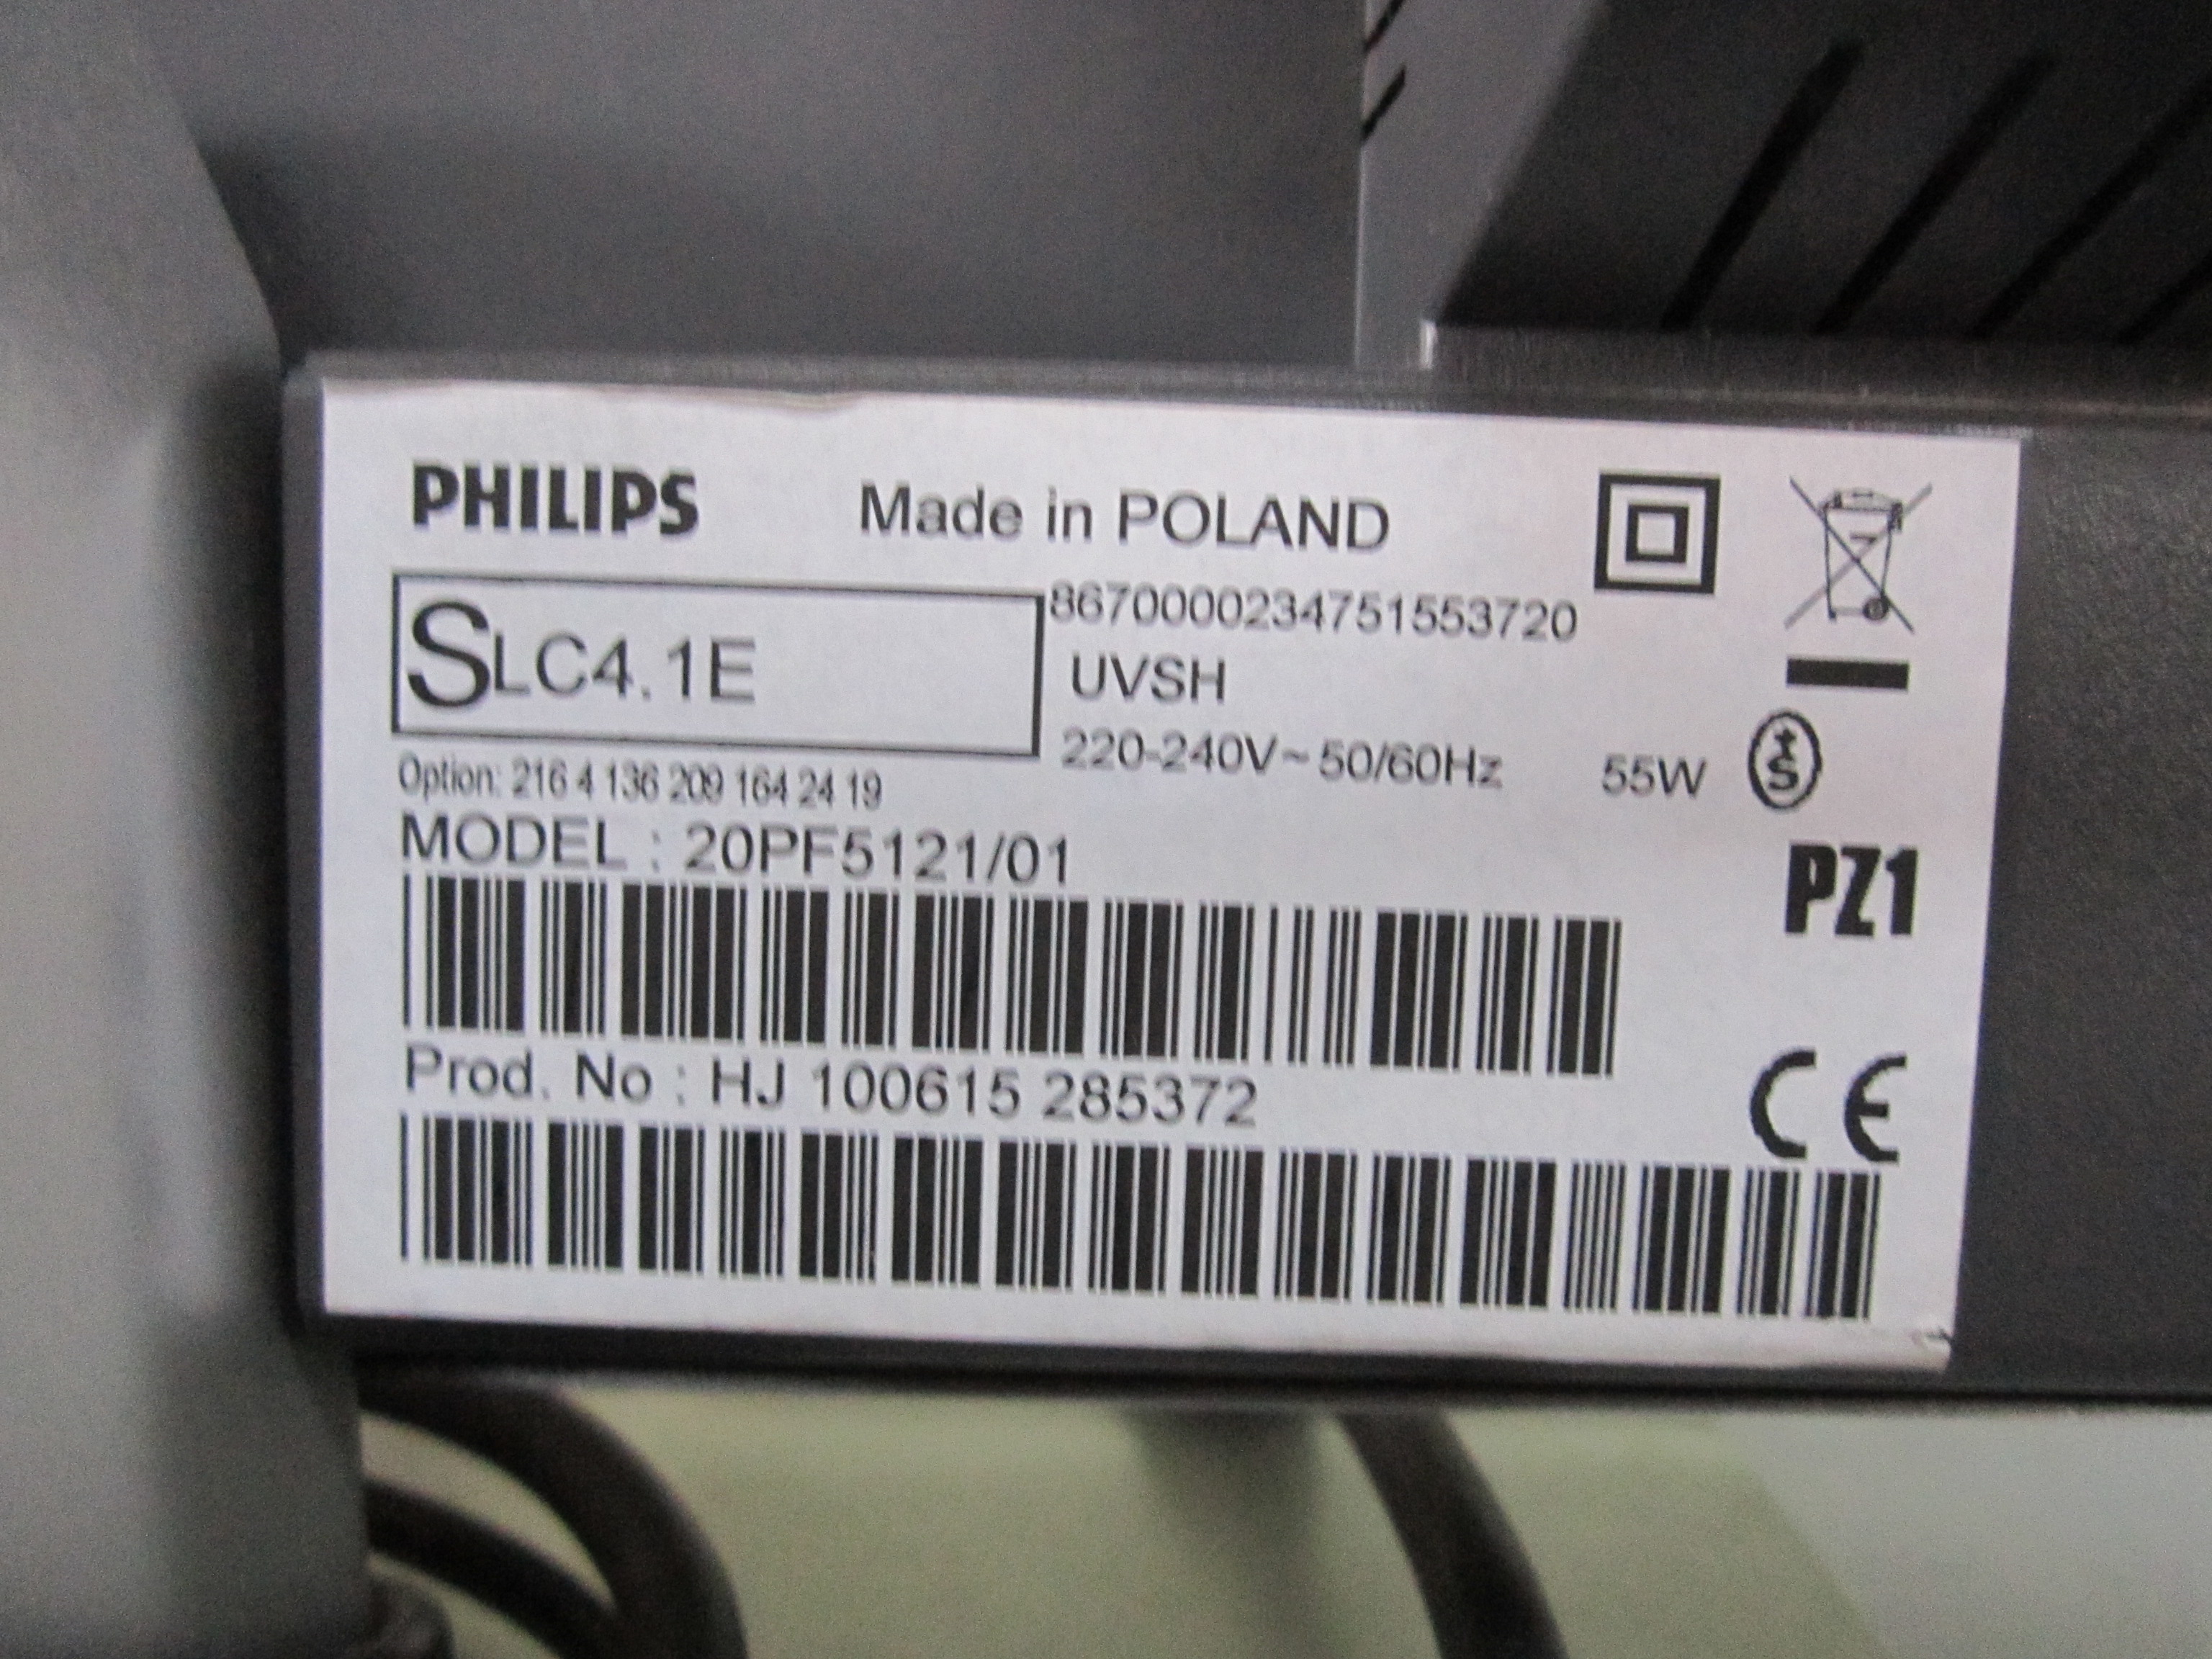 PHILIPS Made in POLAND
SLC4.1E
8670000234751553720
UVSH
220-240V~50/60Hz 55W
±S
Option: 216 4 136 209 164 24 19
MODEL : 20PF5121/01
PZ1
Prod. No : HJ 100615 285372
CE